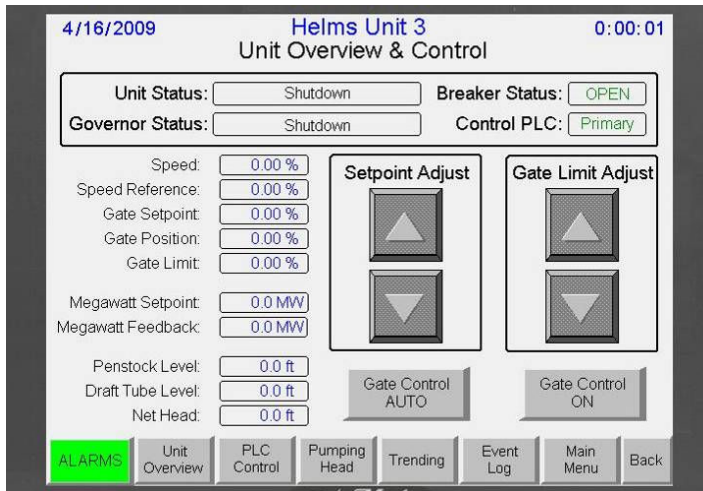 4/16/2009 Helms Unit 3 0:00:01
Unit Overview & Control
Unit Status: Shutdown Breaker Status: OPEN
Governor Status: Shutdown Control PLC: Primary
Speed: 0.00 %
Speed Reference: 0.00 %
Gate Setpoint: 0.00 %
Gate Position: 0.00 %
Gate Limit: 0.00 %
Megawatt Setpoint: 0.0 MW
Megawatt Feedback: 0.0 MW
Penstock Level: 0.0 ft
Draft Tube Level: 0.0 ft
Net Head: 0.0 ft
Setpoint Adjust
Gate Control
AUTO
Gate Limit Adjust
Gate Control
ON
ALARMS
Unit
Overview
PLC
Control
Pumping
Head
Trending
Event
Log
Main
Menu
Back